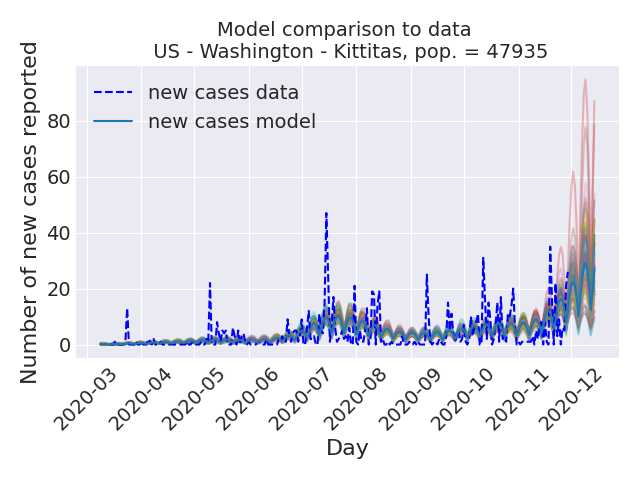 Model comparison to data
US - Washington - Kittitas, pop. = 47935
Number of new cases reported
new cases data
new cases model
80
60
40
20
0
2020-03
2020-04
2020-05
2020-06
2020-07
2020-08
2020-09
2020-10
2020-11
2020-12
Day